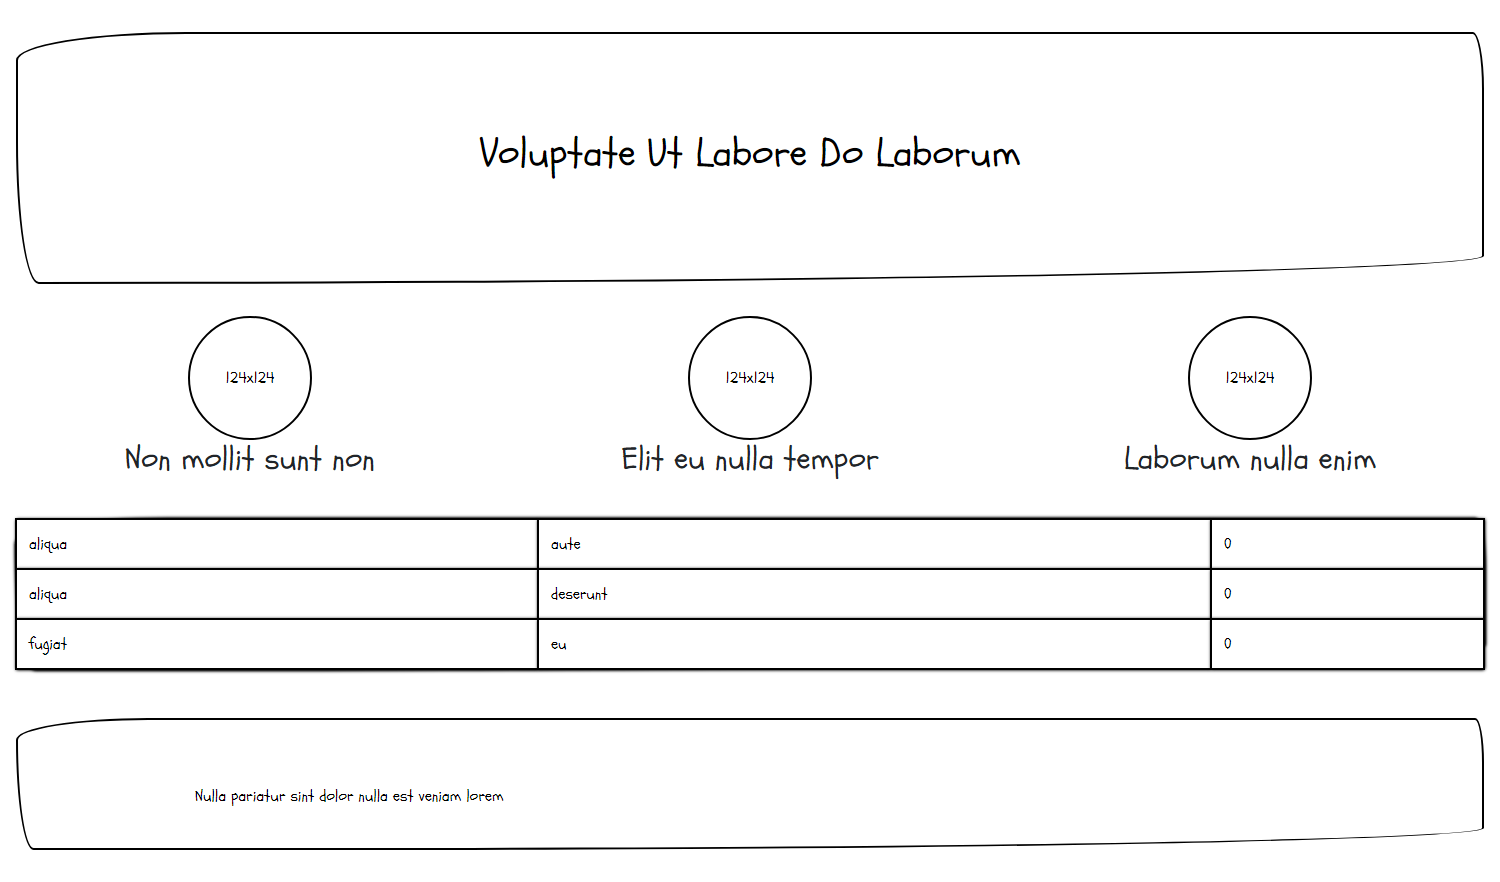 Voluptate Ut Labore Do Laborum
124x124
124x124
124x124
Non mollit sunt non
Elit eu nulla tempor
Laborum nulla enim
aliqua aute 0
aliqua deserunt 0
fugiat eu 0
Nulla pariatur sint dolor nulla est veniam lorem